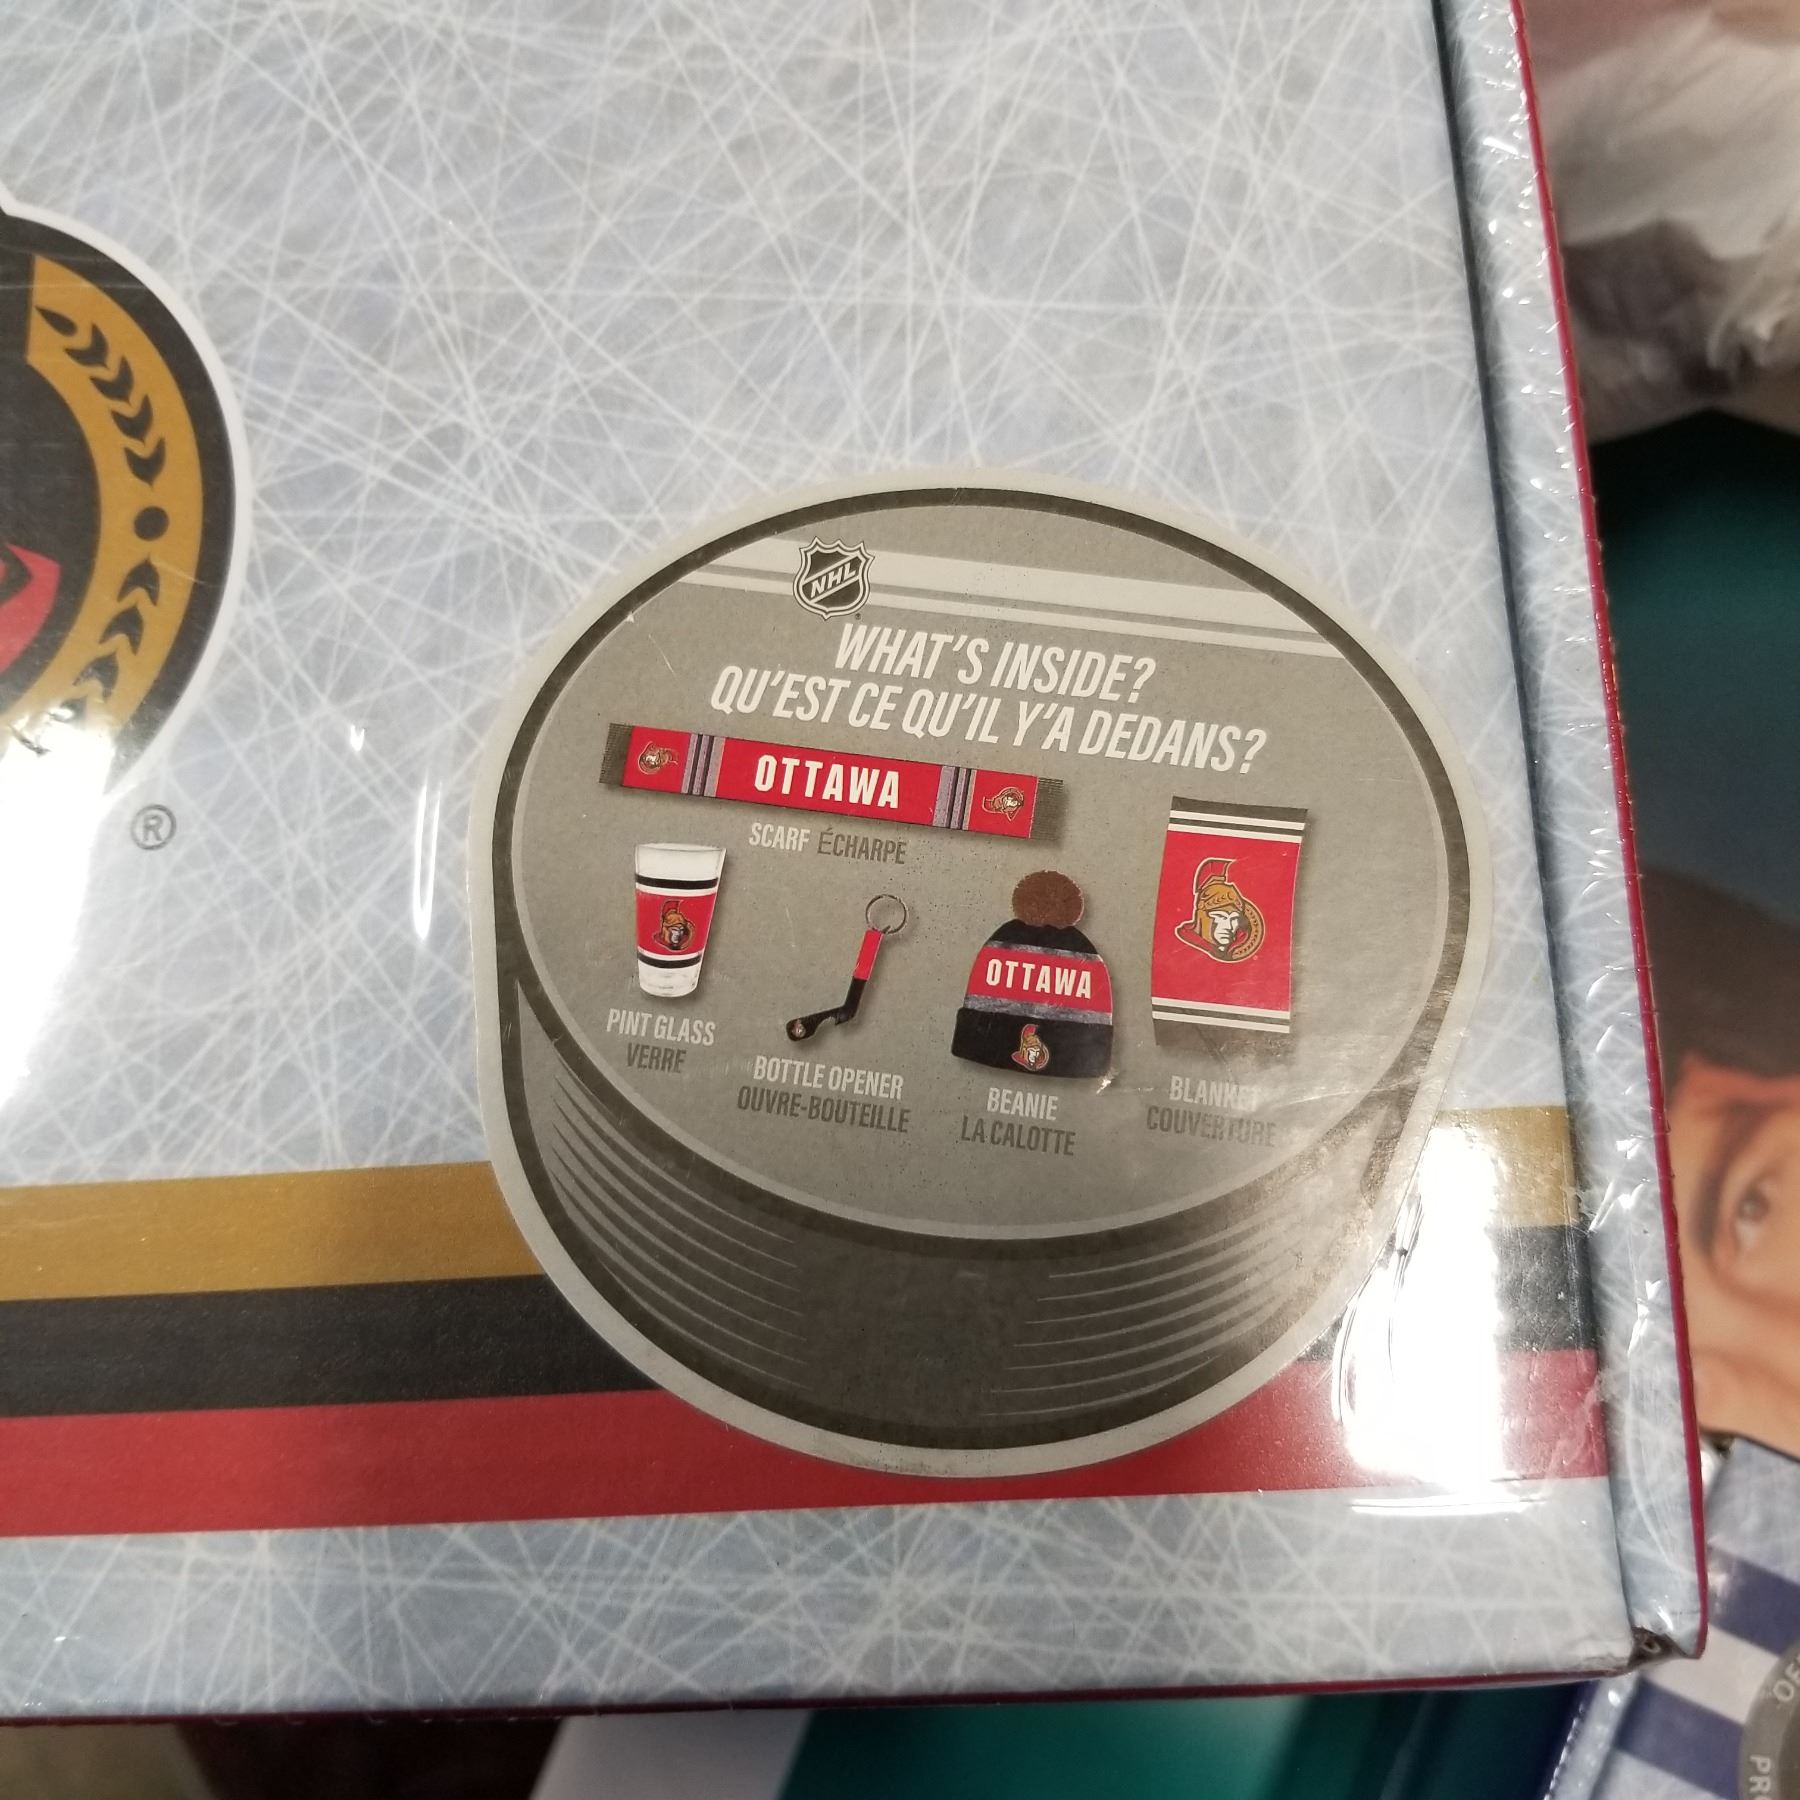 ®
NHL
WHAT'S INSIDE?
QU'EST CE QU'IL Y'A DEDANS?
OTTAWA
SCARF ÉCHARPE
PINT GLASS
VERRE
BOTTLE OPENER
OUVRE-BOUTEILLE
OTTAWA
BEANIE
LA CALOTTE
BLANKET
COUVERTURE